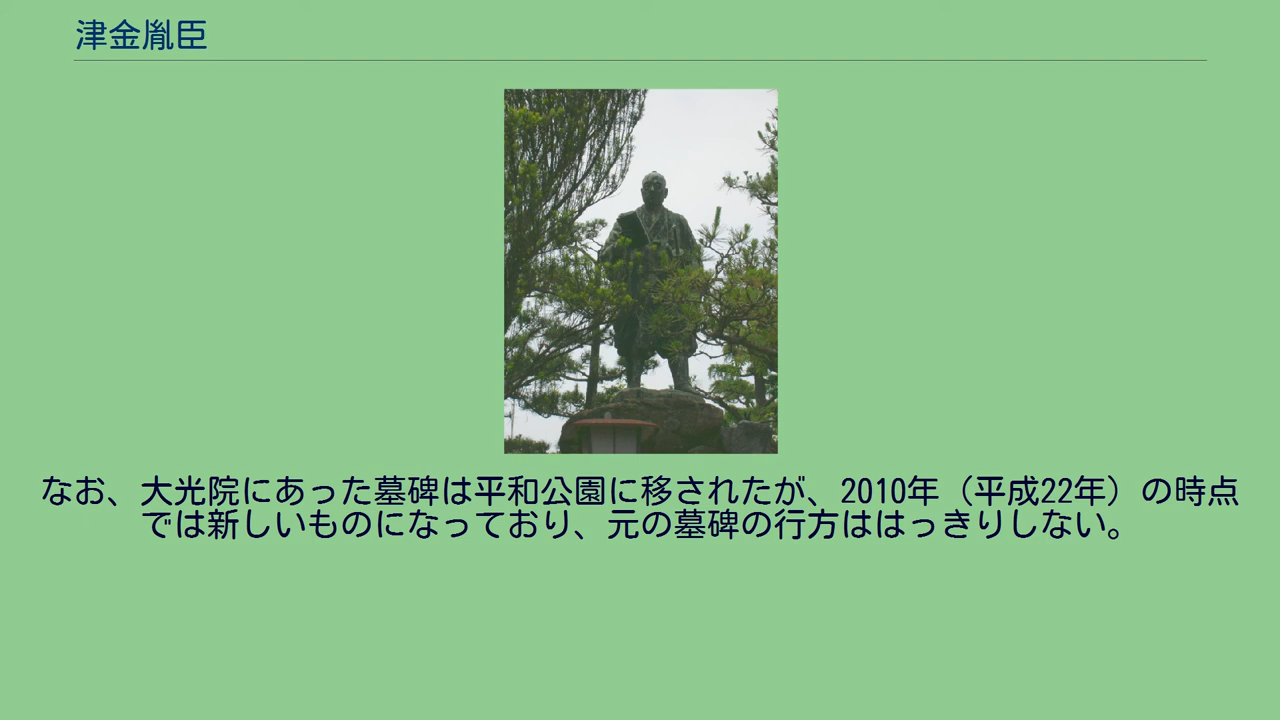 津金胤臣
なお、大光院にあった墓碑は平和公園に移されたが、2010年（平成22年）の時点
では新しいものになっており、元の墓碑の行方ははっきりしない。